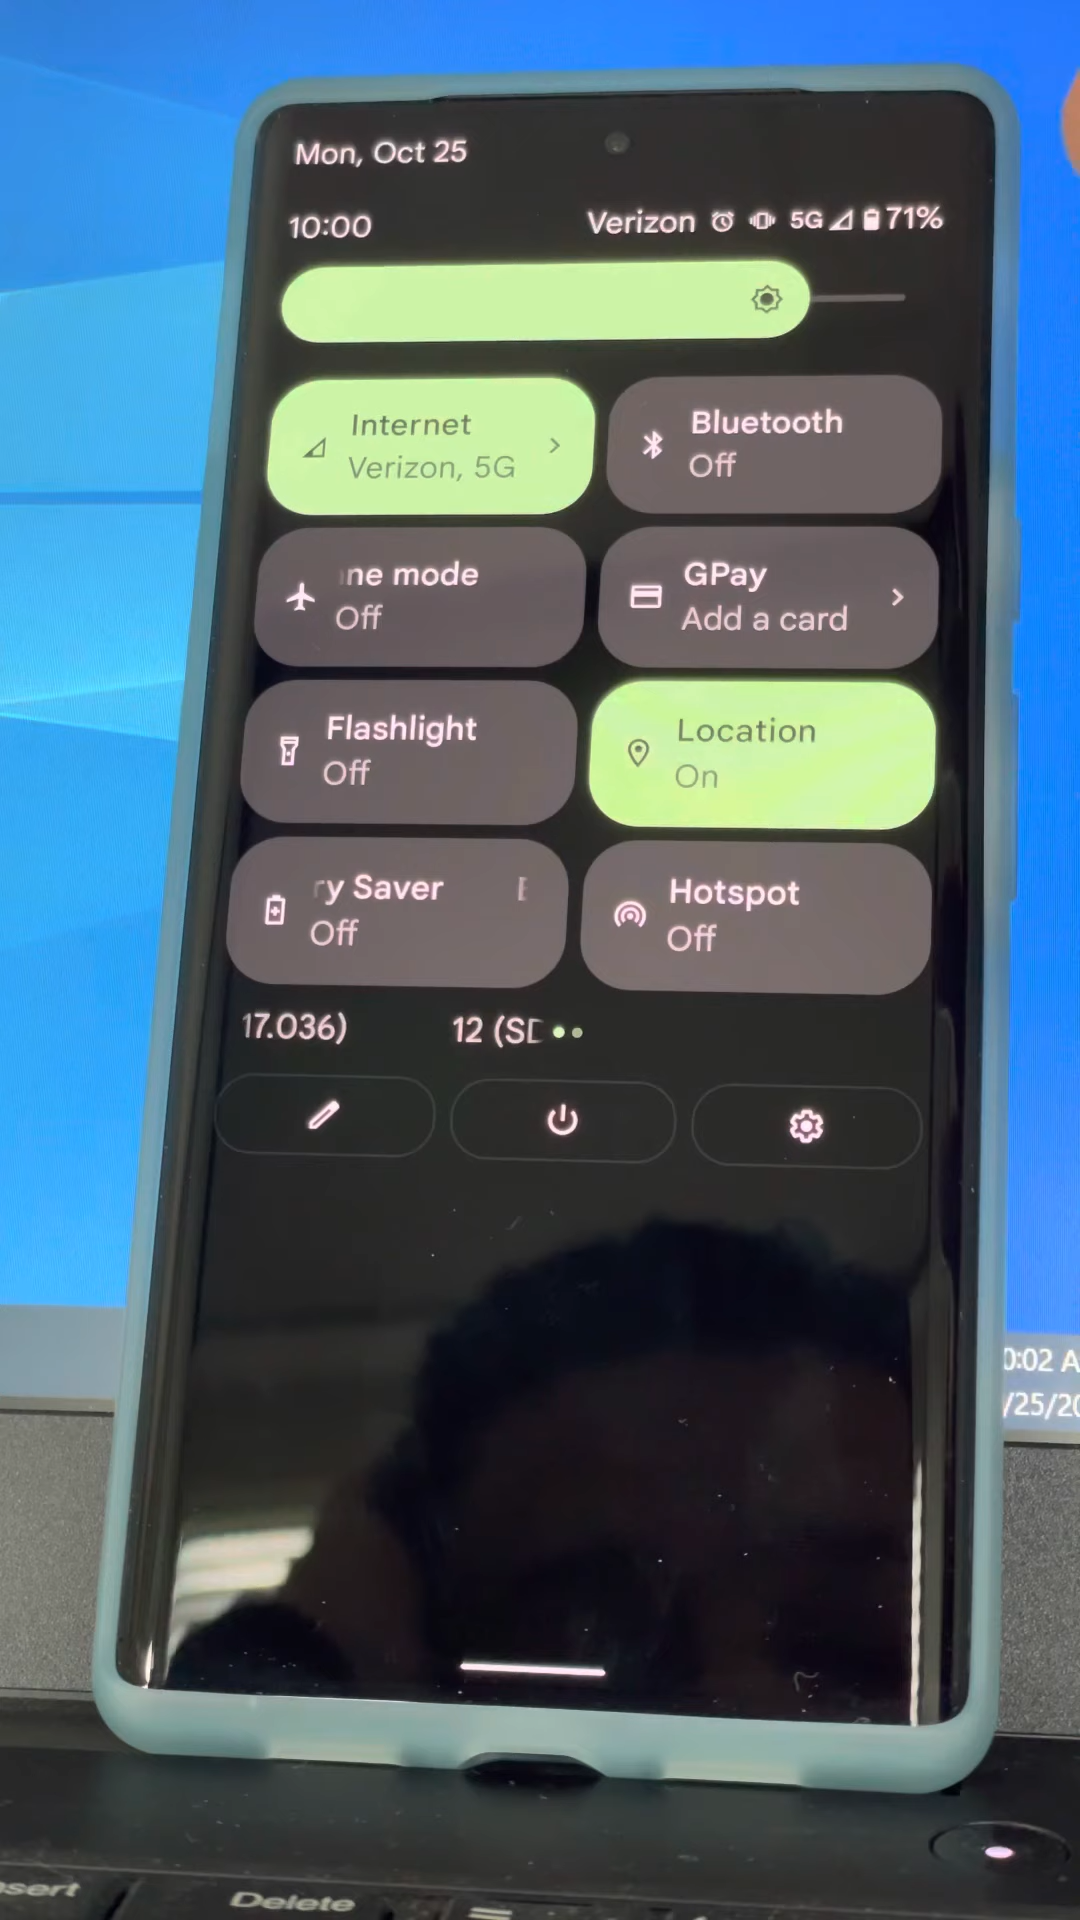 Mon, Oct 25
10:00 Verizon 5G 71%
Internet
Verizon, 5G
Bluetooth
Off
ne mode
Off
GPay
Add a card
Flashlight
Off
Location
On
ry Saver
Off
Hotspot
Off
17.036) 12 (SD
0:02 A
/25/20
nsert
Delete